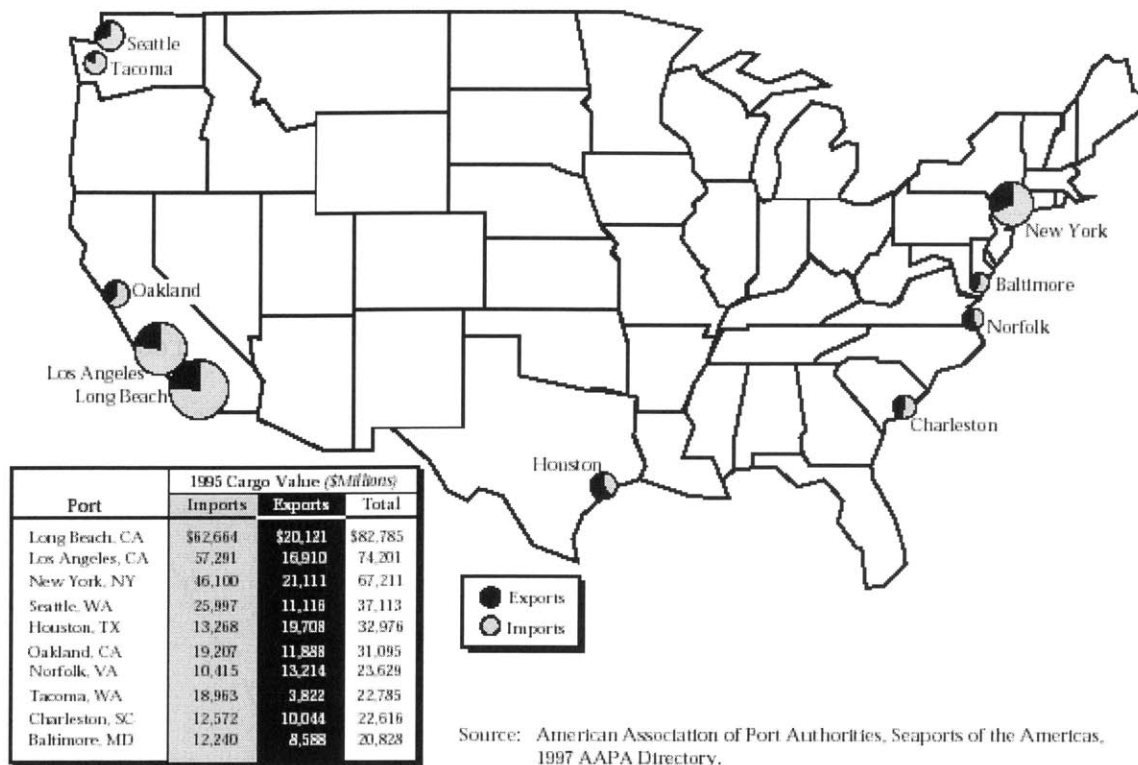 Seattle
Tacoma
New York
Oakland
Baltimore
Norfolk
Los Angeles
Long Beach
Charleston
Houston
1995 Cargo Value ($Millions)
Port Imports Exports Total
Long Beach, CA $62,664 $20,121 $82,785
Los Angeles, CA 57,291 16,910 74,201
New York, NY 46,100 21,111 67,211
Seattle, WA 25,997 11,116 37,113
Houston, TX 13,268 19,708 32,976
Oakland, CA 19,207 11,888 31,095
Norfolk, VA 10,415 13,214 23,629
Tacoma, WA 18,963 3,822 22,785
Charleston, SC 12,572 10,044 22,616
Baltimore, MD 12,240 8,588 20,828
Exports
Imports
Source: American Association of Port Authorities, Seaports of the Americas,
1997 AAPA Directory.